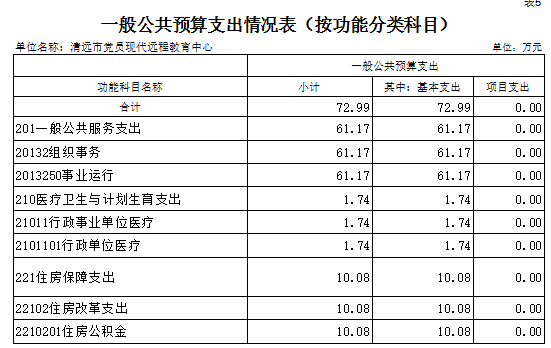 表5
一般公共预算支出情况表（按功能分类科目）
单位名称：清远市党员现代远程教育中心 单位：万元
一般公共预算支出
功能科目名称 小计 其中：基本支出 项目支出
合计 72.99 72.99 0.00
201一般公共服务支出 61.17 61.17 0.00
20132组织事务 61.17 61.17 0.00
2013250事业运行 61.17 61.17 0.00
210医疗卫生与计划生育支出 1.74 1.74 0.00
21011行政事业单位医疗 1.74 1.74 0.00
2101101行政单位医疗 1.74 1.74 0.00
221住房保障支出 10.08 10.08 0.00
22102住房改革支出 10.08 10.08 0.00
2210201住房公积金 10.08 10.08 0.00